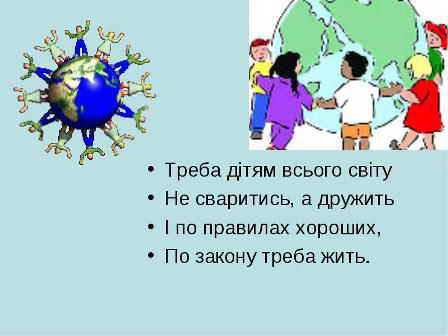 • Треба дітям всього світу
• Не сваритись, а дружить
• І по правилах хороших,
• По закону треба жить.